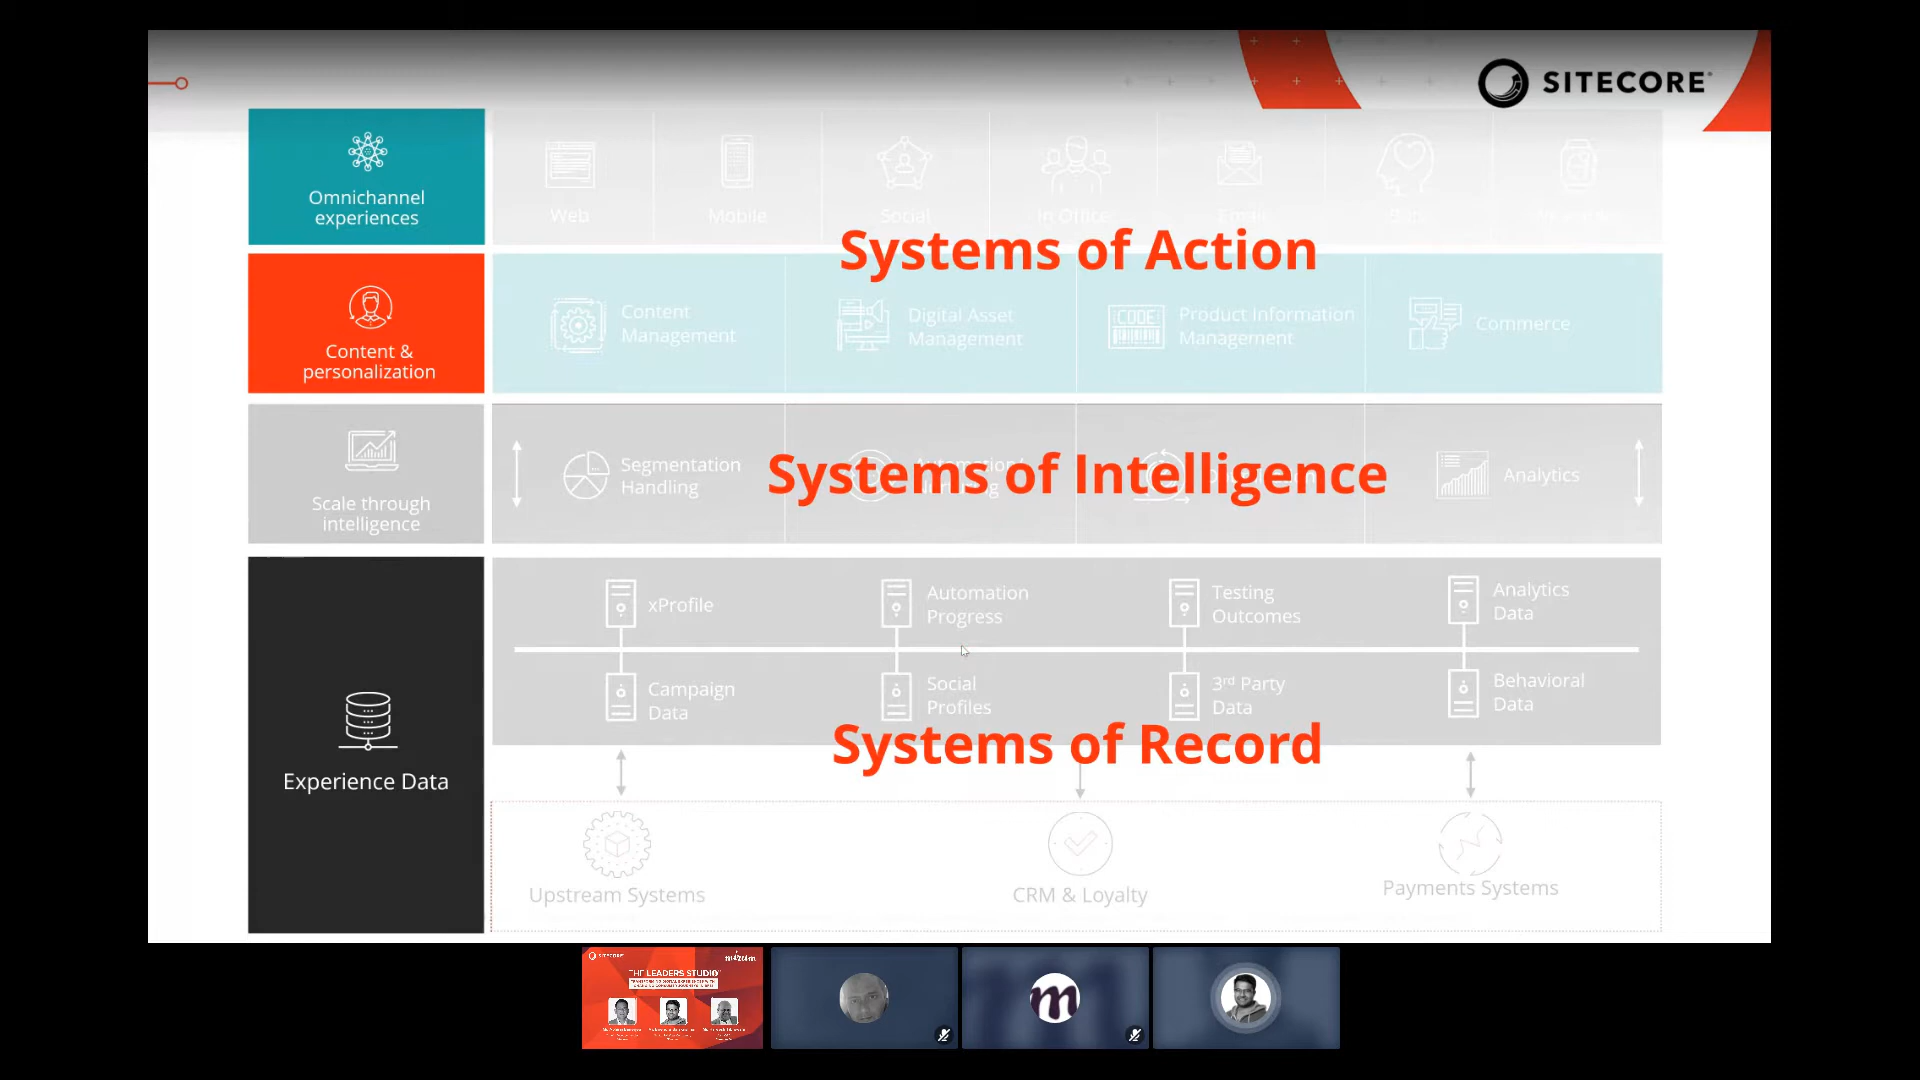 SITECORE
Omnichannel
experiences
Web
Mobile
Social
In Office
Email
Systems of Action
Content &
personalization
Content
Management
Digital Asset
Management
CODE
Product Information
Management
Commerce
Scale through
intelligence
Segmentation
Handling
Systems of Intelligence
Analytics
Experience Data
xProfile
Automation
Progress
Testing
Outcomes
Analytics
Data
Campaign
Data
Social
Profiles
3rd Party
Data
Behavioral
Data
Systems of Record
Upstream Systems
CRM & Loyalty
Payments Systems
SITECORE
THE LEADERS STUDIO
m